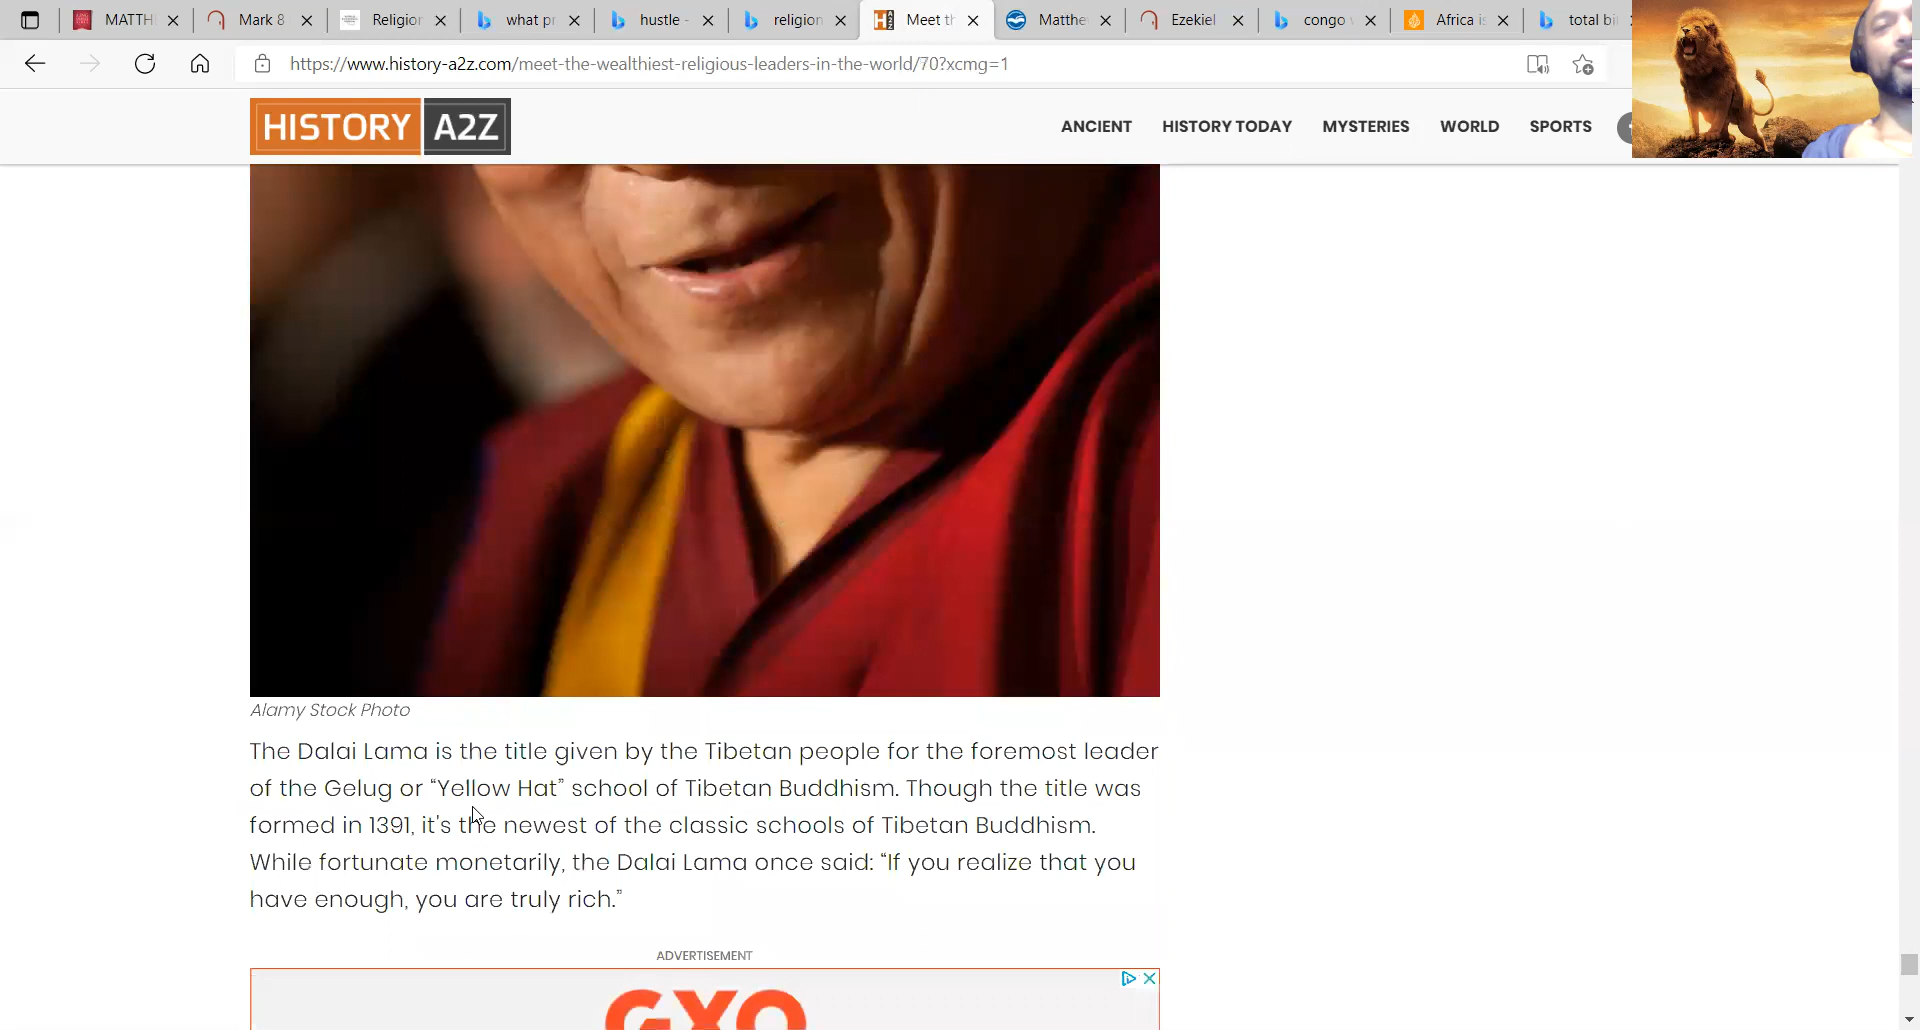 MATTH
Mark 8
Religion
what pr
hustle -
religion
Meet th
Matthe
Ezekiel
congo
Africa is
total bi
https://www.history-a2z.com/meet-the-wealthiest-religious-leaders-in-the-world/70?xcmg=1
HISTORY A2Z
ANCIENT
HISTORY TODAY
MYSTERIES
WORLD
SPORTS
Alamy Stock Photo
The Dalai Lama is the title given by the Tibetan people for the foremost leader
of the Gelug or “Yellow Hat” school of Tibetan Buddhism. Though the title was
formed in 1391, it's the newest of the classic schools of Tibetan Buddhism.
While fortunate monetarily, the Dalai Lama once said: “If you realize that you
have enough, you are truly rich.”
ADVERTISEMENT
GXO